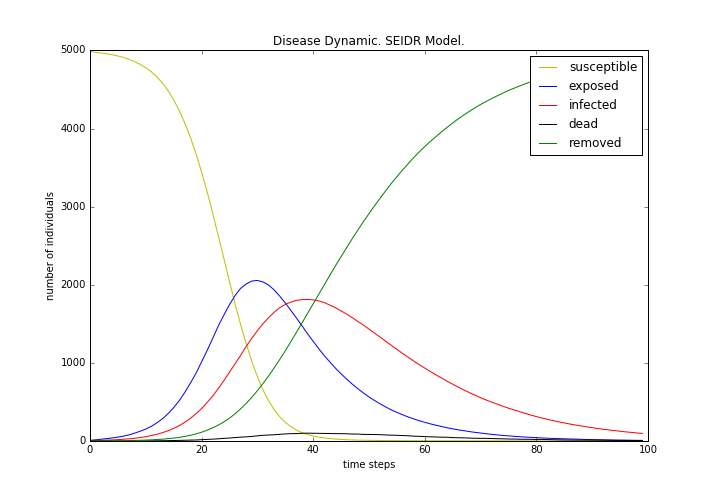 Disease Dynamic. SEIDR Model.
5000
4000
3000
2000
1000
0
number of individuals
susceptible
exposed
infected
dead
removed
0 20 40 60 80 100
time steps